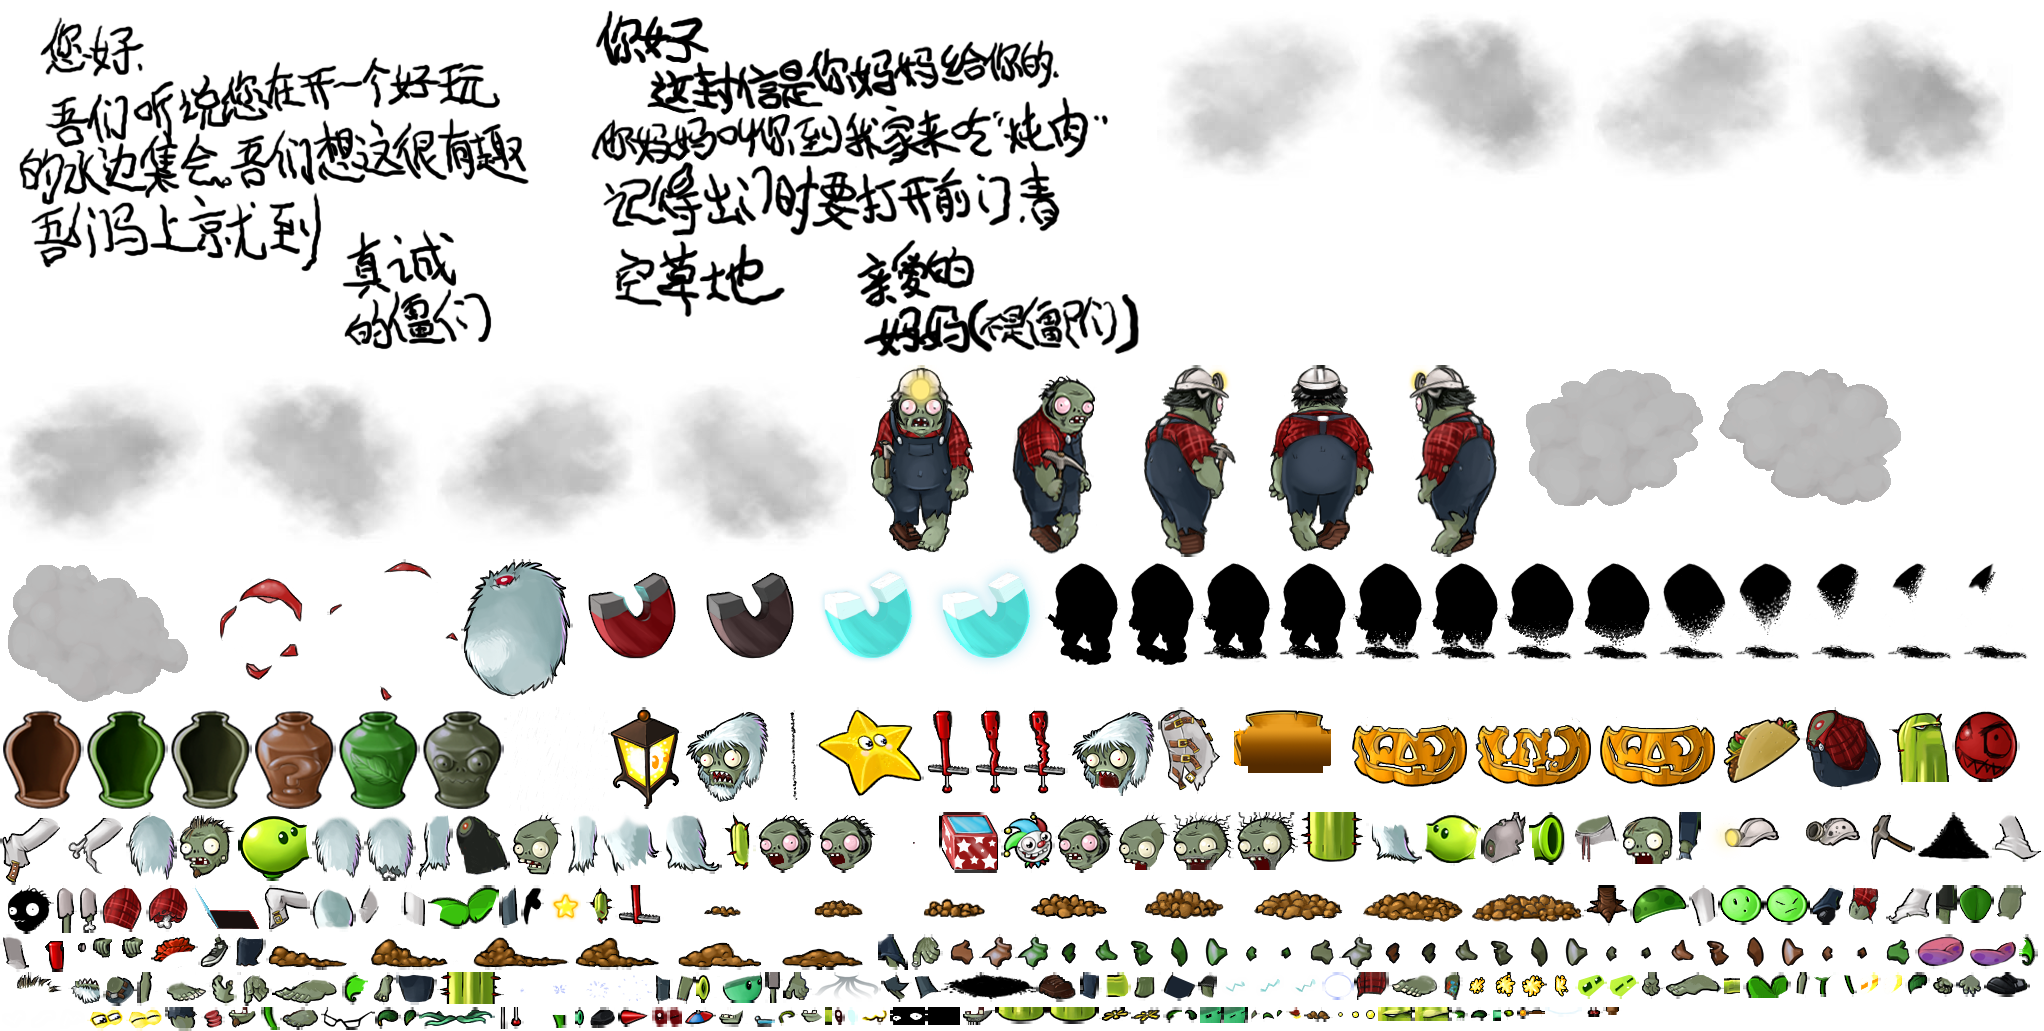 您好.
吾们听说您在开一个好玩
的水边集会.吾们想这很有趣
吾们马上就到
真诚
的僵们
你好
这封信是你妈妈给你的.
你妈妈叫你到我家来吃“炖肉”
记得出门时要打开前门.青
空草地
亲爱的
妈妈(不是僵尸们)
?